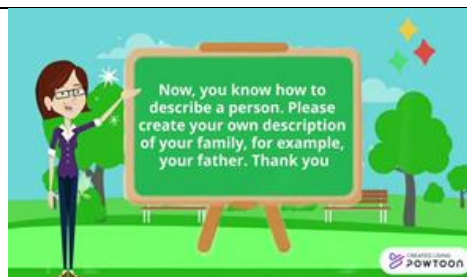 Now, you know how to
describe a person. Please
create your own description
of your family, for example,
your father. Thank you
CREATED USING
POWTOON